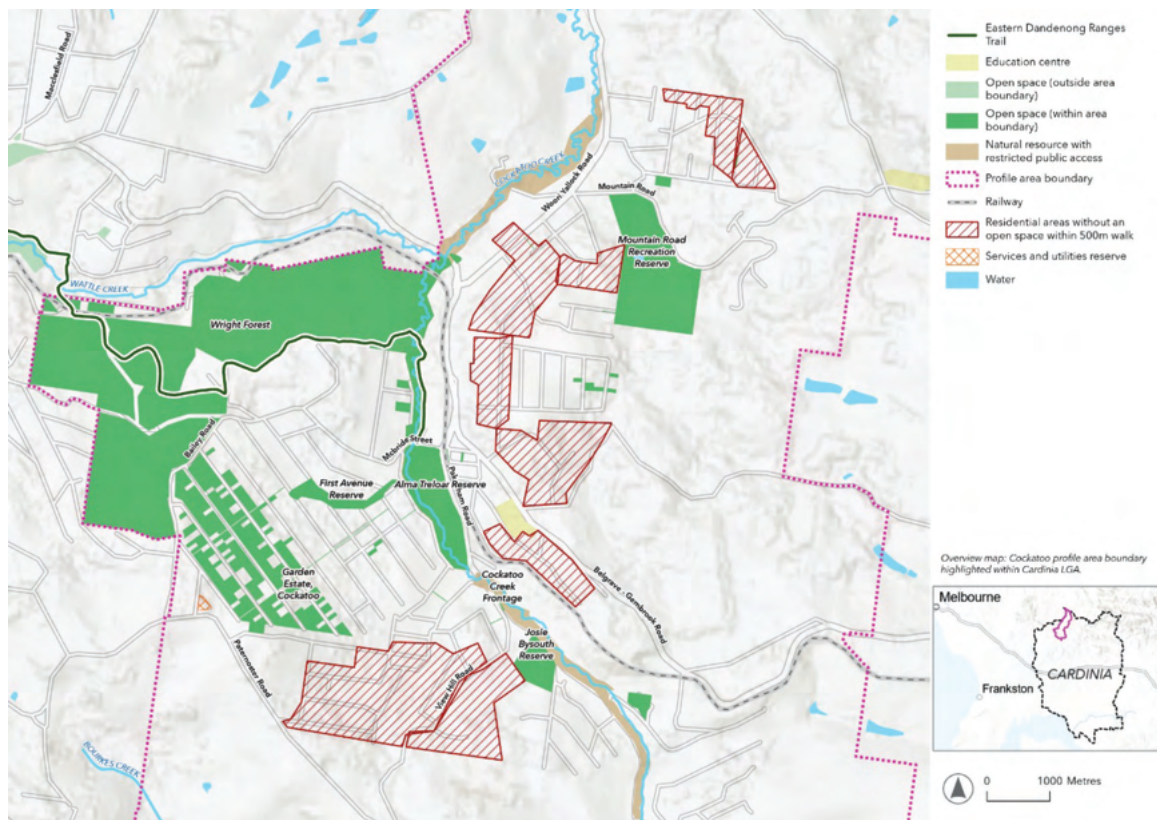 Macclesfield Road
COCKATOO CREEK
Woori Yallock Road
Mountain Road
Mountain Road
Recreation
Reserve
WATTLE CREEK
Wright Forest
Bailey Road
Mcbride Street
First Avenue
Reserve
Alma Treloar Reserve
Pakenham Road
Garden
Estate,
Cockatoo
Cockatoo
Creek
Frontage
Belgrave - Gembrook Road
Josie
Bysouth
Reserve
Paternoster Road
View Hill Road
BOURKES CREEK
Eastern Dandenong Ranges
Trail
Education centre
Open space (outside area
boundary)
Open space (within area
boundary)
Natural resource with
restricted public access
Profile area boundary
Railway
Residential areas without an
open space within 500m walk
Services and utilities reserve
Water
Overview map: Cockatoo profile area boundary
highlighted within Cardinia LGA.
Melbourne
CARDINIA
Frankston
0 1000 Metres